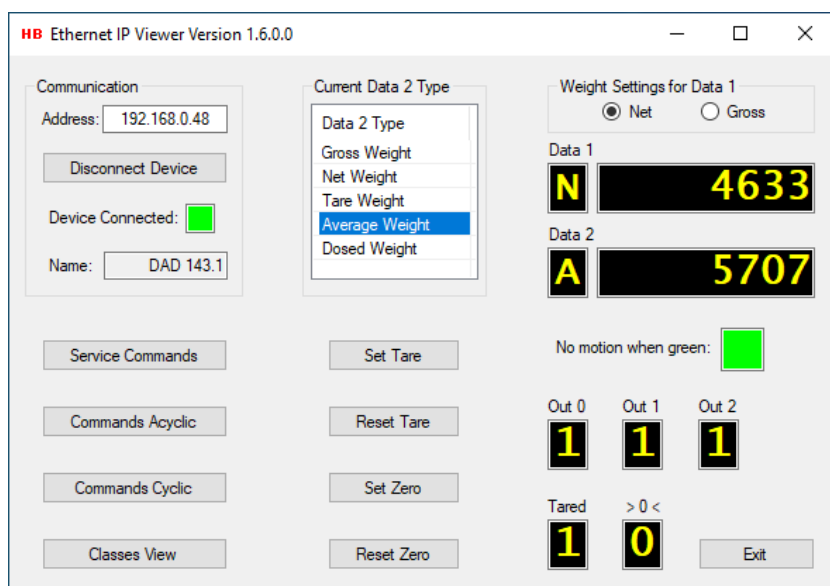 HB Ethernet IP Viewer Version 1.6.0.0
Communication
Address: 192.168.0.48
Disconnect Device
Device Connected:
Name: DAD 143.1
Current Data 2 Type
Data 2 Type
Gross Weight
Net Weight
Tare Weight
Average Weight
Dosed Weight
Weight Settings for Data 1
Net Gross
Data 1
N 4633
Data 2
A 5707
Service Commands
Set Tare
No motion when green:
Commands Acyclic
Reset Tare
Out 0 Out 1 Out 2
1 1 1
Commands Cyclic
Set Zero
Tared > 0 <
1 0
Classes View
Reset Zero
Exit